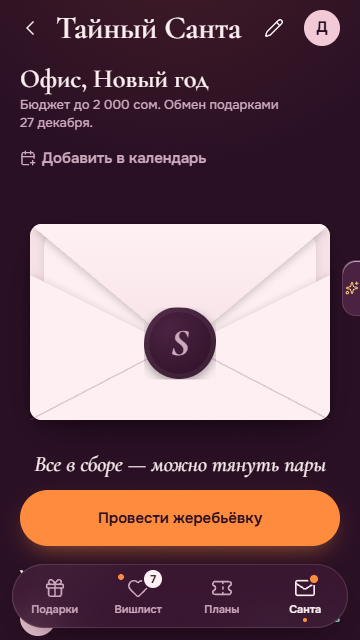 Тайный Санта
Д
Офис, Новый год
Бюджет до 2 000 сом. Обмен подарками
27 декабря.
Добавить в календарь
S
Все в сборе — можно тянуть пары
Провести жеребьёвку
7
Подарки
Вишлист
Планы
Санта